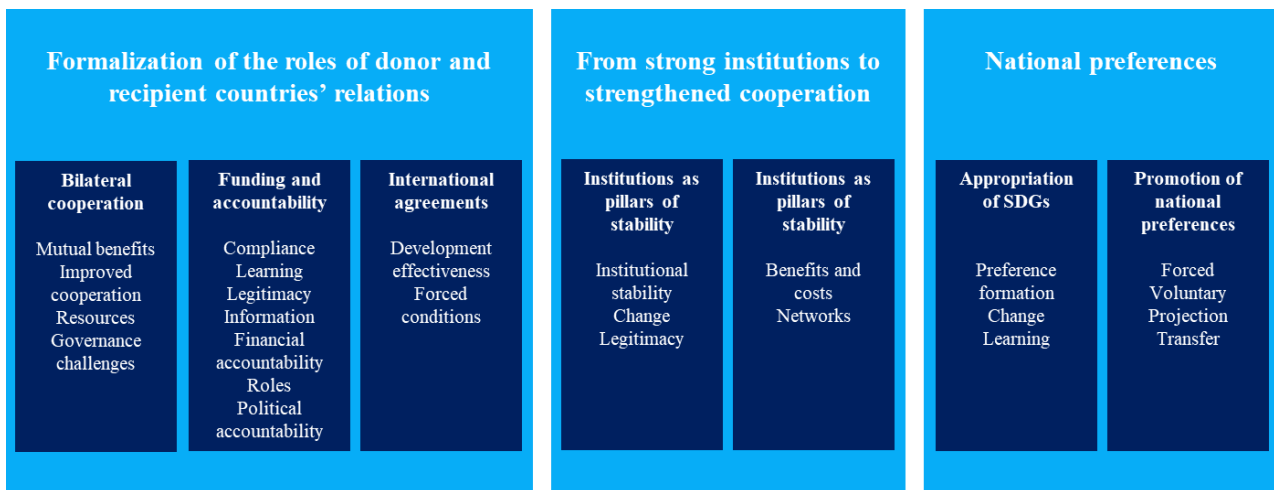 Formalization of the roles of donor and
recipient countries' relations
Bilateral
cooperation
Mutual benefits
Improved
cooperation
Resources
Governance
challenges
Funding and
accountability
Compliance
Learning
Legitimacy
Information
Financial
accountability
Roles
Political
accountability
International
agreements
Development
effectiveness
Forced
conditions
From strong institutions to
strengthened cooperation
Institutions as
pillars of
stability
Institutional
stability
Change
Legitimacy
Institutions as
pillars of
stability
Benefits and
costs
Networks
National preferences
Appropriation
of SDGs
Preference
formation
Change
Learning
Promotion of
national
preferences
Forced
Voluntary
Projection
Transfer